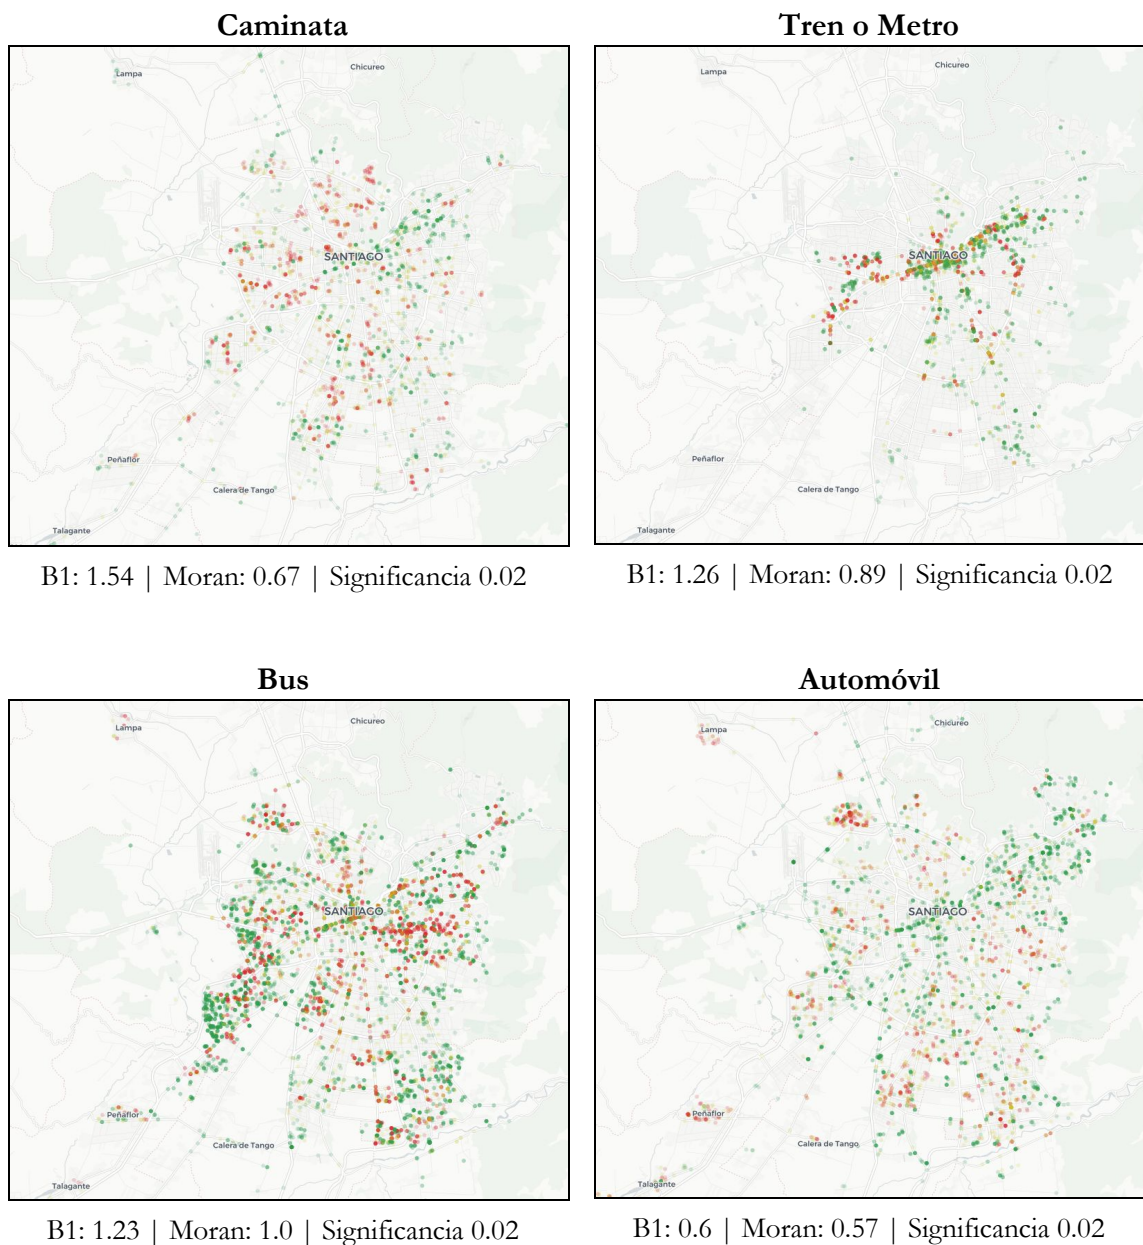 Caminata
Lampa
Chicureo
SANTIAGO
Peñaflor
Calera de Tango
Talagante
B1: 1.54 | Moran: 0.67 | Significancia 0.02
Tren o Metro
Lampa
Chicureo
SANTIAGO
Peñaflor
Calera de Tango
Talagante
B1: 1.26 | Moran: 0.89 | Significancia 0.02
Bus
Lampa
Chicureo
SANTIAGO
Peñaflor
Calera de Tango
Talagante
B1: 1.23 | Moran: 1.0 | Significancia 0.02
Automóvil
Lampa
Chicureo
SANTIAGO
Peñaflor
Calera de Tango
Talagante
B1: 0.6 | Moran: 0.57 | Significancia 0.02